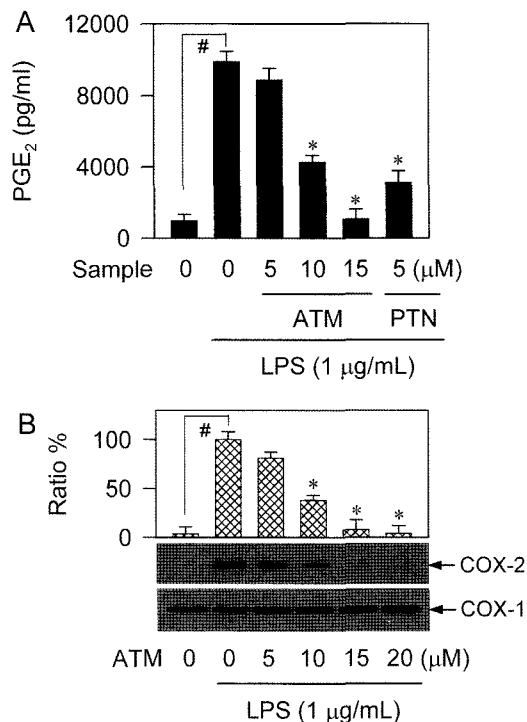 A
12000
#
PGE₂ (pg/ml)
8000
*
*
4000
*
0
Sample 0 0 5 10 15 5 (μM)
ATM PTN
LPS (1 μg/mL)
B
#
100
Ratio %
50
*
*
*
0
COX-2
COX-1
ATM 0 0 5 10 15 20 (μM)
LPS (1 μg/mL)